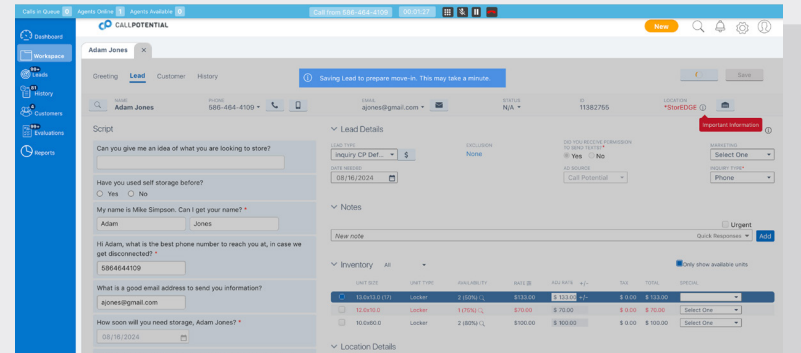 Calls in Queue 0 Agents Online 1 Agents Available 0 Call from 586-464-4109 00:01:27
CALLPOTENTIAL New
Dashboard
Workspace
99+ Leads
81 History
4 Customers
99+ Evaluations
Reports
Adam Jones ×
Greeting Lead Customer History
Saving Lead to prepare move-in. This may take a minute.
Save
NAME PHONE EMAIL STATUS ID LOCATION
Adam Jones 586-464-4109 ajones@gmail.com N/A 11382765 *StorEDGE
Important Information
Script
Can you give me an idea of what you are looking to store?
Have you used self storage before?
Yes No
My name is Mike Simpson. Can I get your name? *
Adam Jones
Hi Adam, what is the best phone number to reach you at, in case we
get disconnected? *
5864644109
What is a good email address to send you information?
ajones@gmail.com
How soon will you need storage, Adam Jones? *
08/16/2024
Lead Details
LEAD TYPE EXCLUSION DID YOU RECEIVE PERMISSION MARKETING
TO SEND TEXTS?*
Inquiry CP Def... $ None Yes No Select One
DATE NEEDED AD SOURCE INQUIRY TYPE*
08/16/2024 Call Potential Phone
Notes
Urgent
New note Quick Responses Add
Inventory All Only show available units
UNIT SIZE UNIT TYPE AVAILABILITY BASE ADJ RATE +/- TAX TOTAL SPECIAL
13.0x13.0 (17) Locker 2 (50%) $133.00 $ 133.00 +/- $ 0.00 $ 133.00
12.0x10.0 Locker 1 (75%) $70.00 $ 70.00 $ 0.00 $ 70.00 Select One
10.0x60.0 Locker 2 (80%) $100.00 $ 100.00 $ 0.00 $ 100.00 Select One
Location Details